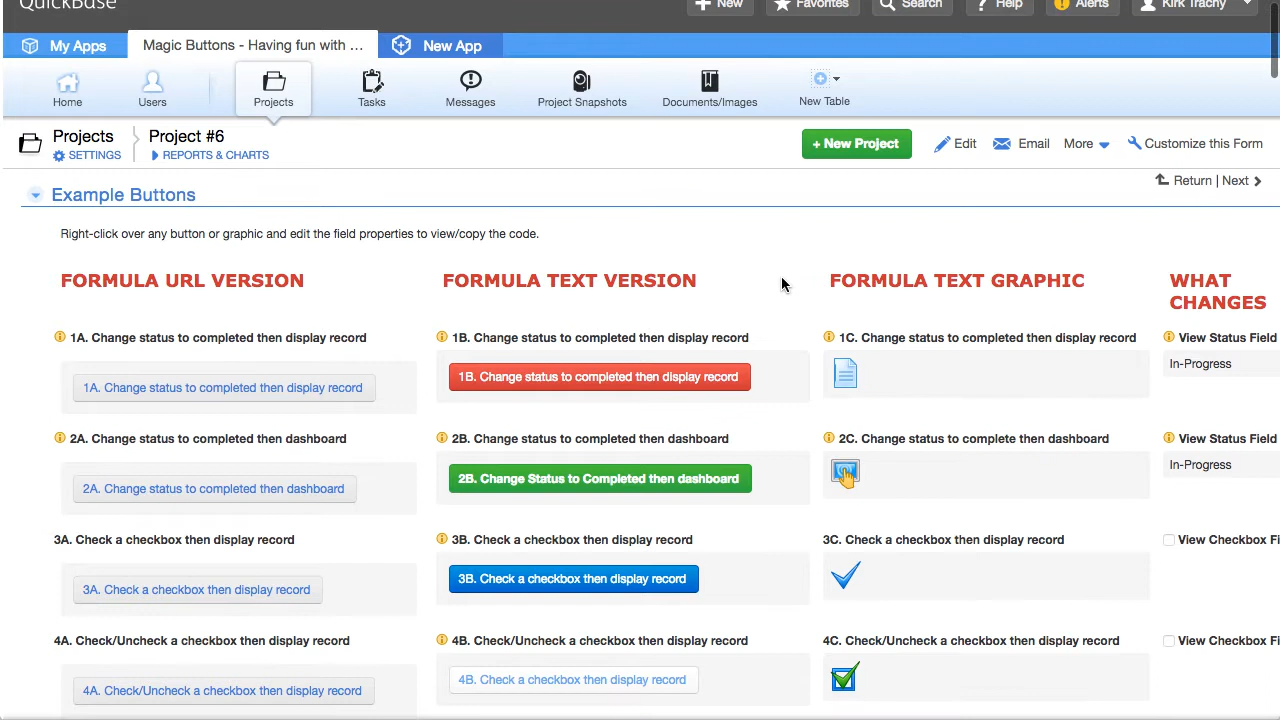 QuickBase
New
Favorites
Search
Help
Alerts
Kirk Trachy
My Apps
Magic Buttons - Having fun with ...
New App
Home
Users
Projects
Tasks
Messages
Project Snapshots
Documents/Images
New Table
Projects
Project #6
SETTINGS
REPORTS & CHARTS
+ New Project
Edit
Email
More
Customize this Form
Return | Next
Example Buttons
Right-click over any button or graphic and edit the field properties to view/copy the code.
FORMULA URL VERSION
FORMULA TEXT VERSION
FORMULA TEXT GRAPHIC
WHAT
CHANGES
1A. Change status to completed then display record
1B. Change status to completed then display record
1C. Change status to completed then display record
View Status Field
1A. Change status to completed then display record
1B. Change status to completed then display record
In-Progress
2A. Change status to completed then dashboard
2B. Change status to completed then dashboard
2C. Change status to complete then dashboard
View Status Field
2A. Change status to completed then dashboard
2B. Change Status to Completed then dashboard
In-Progress
3A. Check a checkbox then display record
3B. Check a checkbox then display record
3C. Check a checkbox then display record
View Checkbox Fi
3A. Check a checkbox then display record
3B. Check a checkbox then display record
4A. Check/Uncheck a checkbox then display record
4B. Check/Uncheck a checkbox then display record
4C. Check/Uncheck a checkbox then display record
View Checkbox Fi
4A. Check/Uncheck a checkbox then display record
4B. Check a checkbox then display record